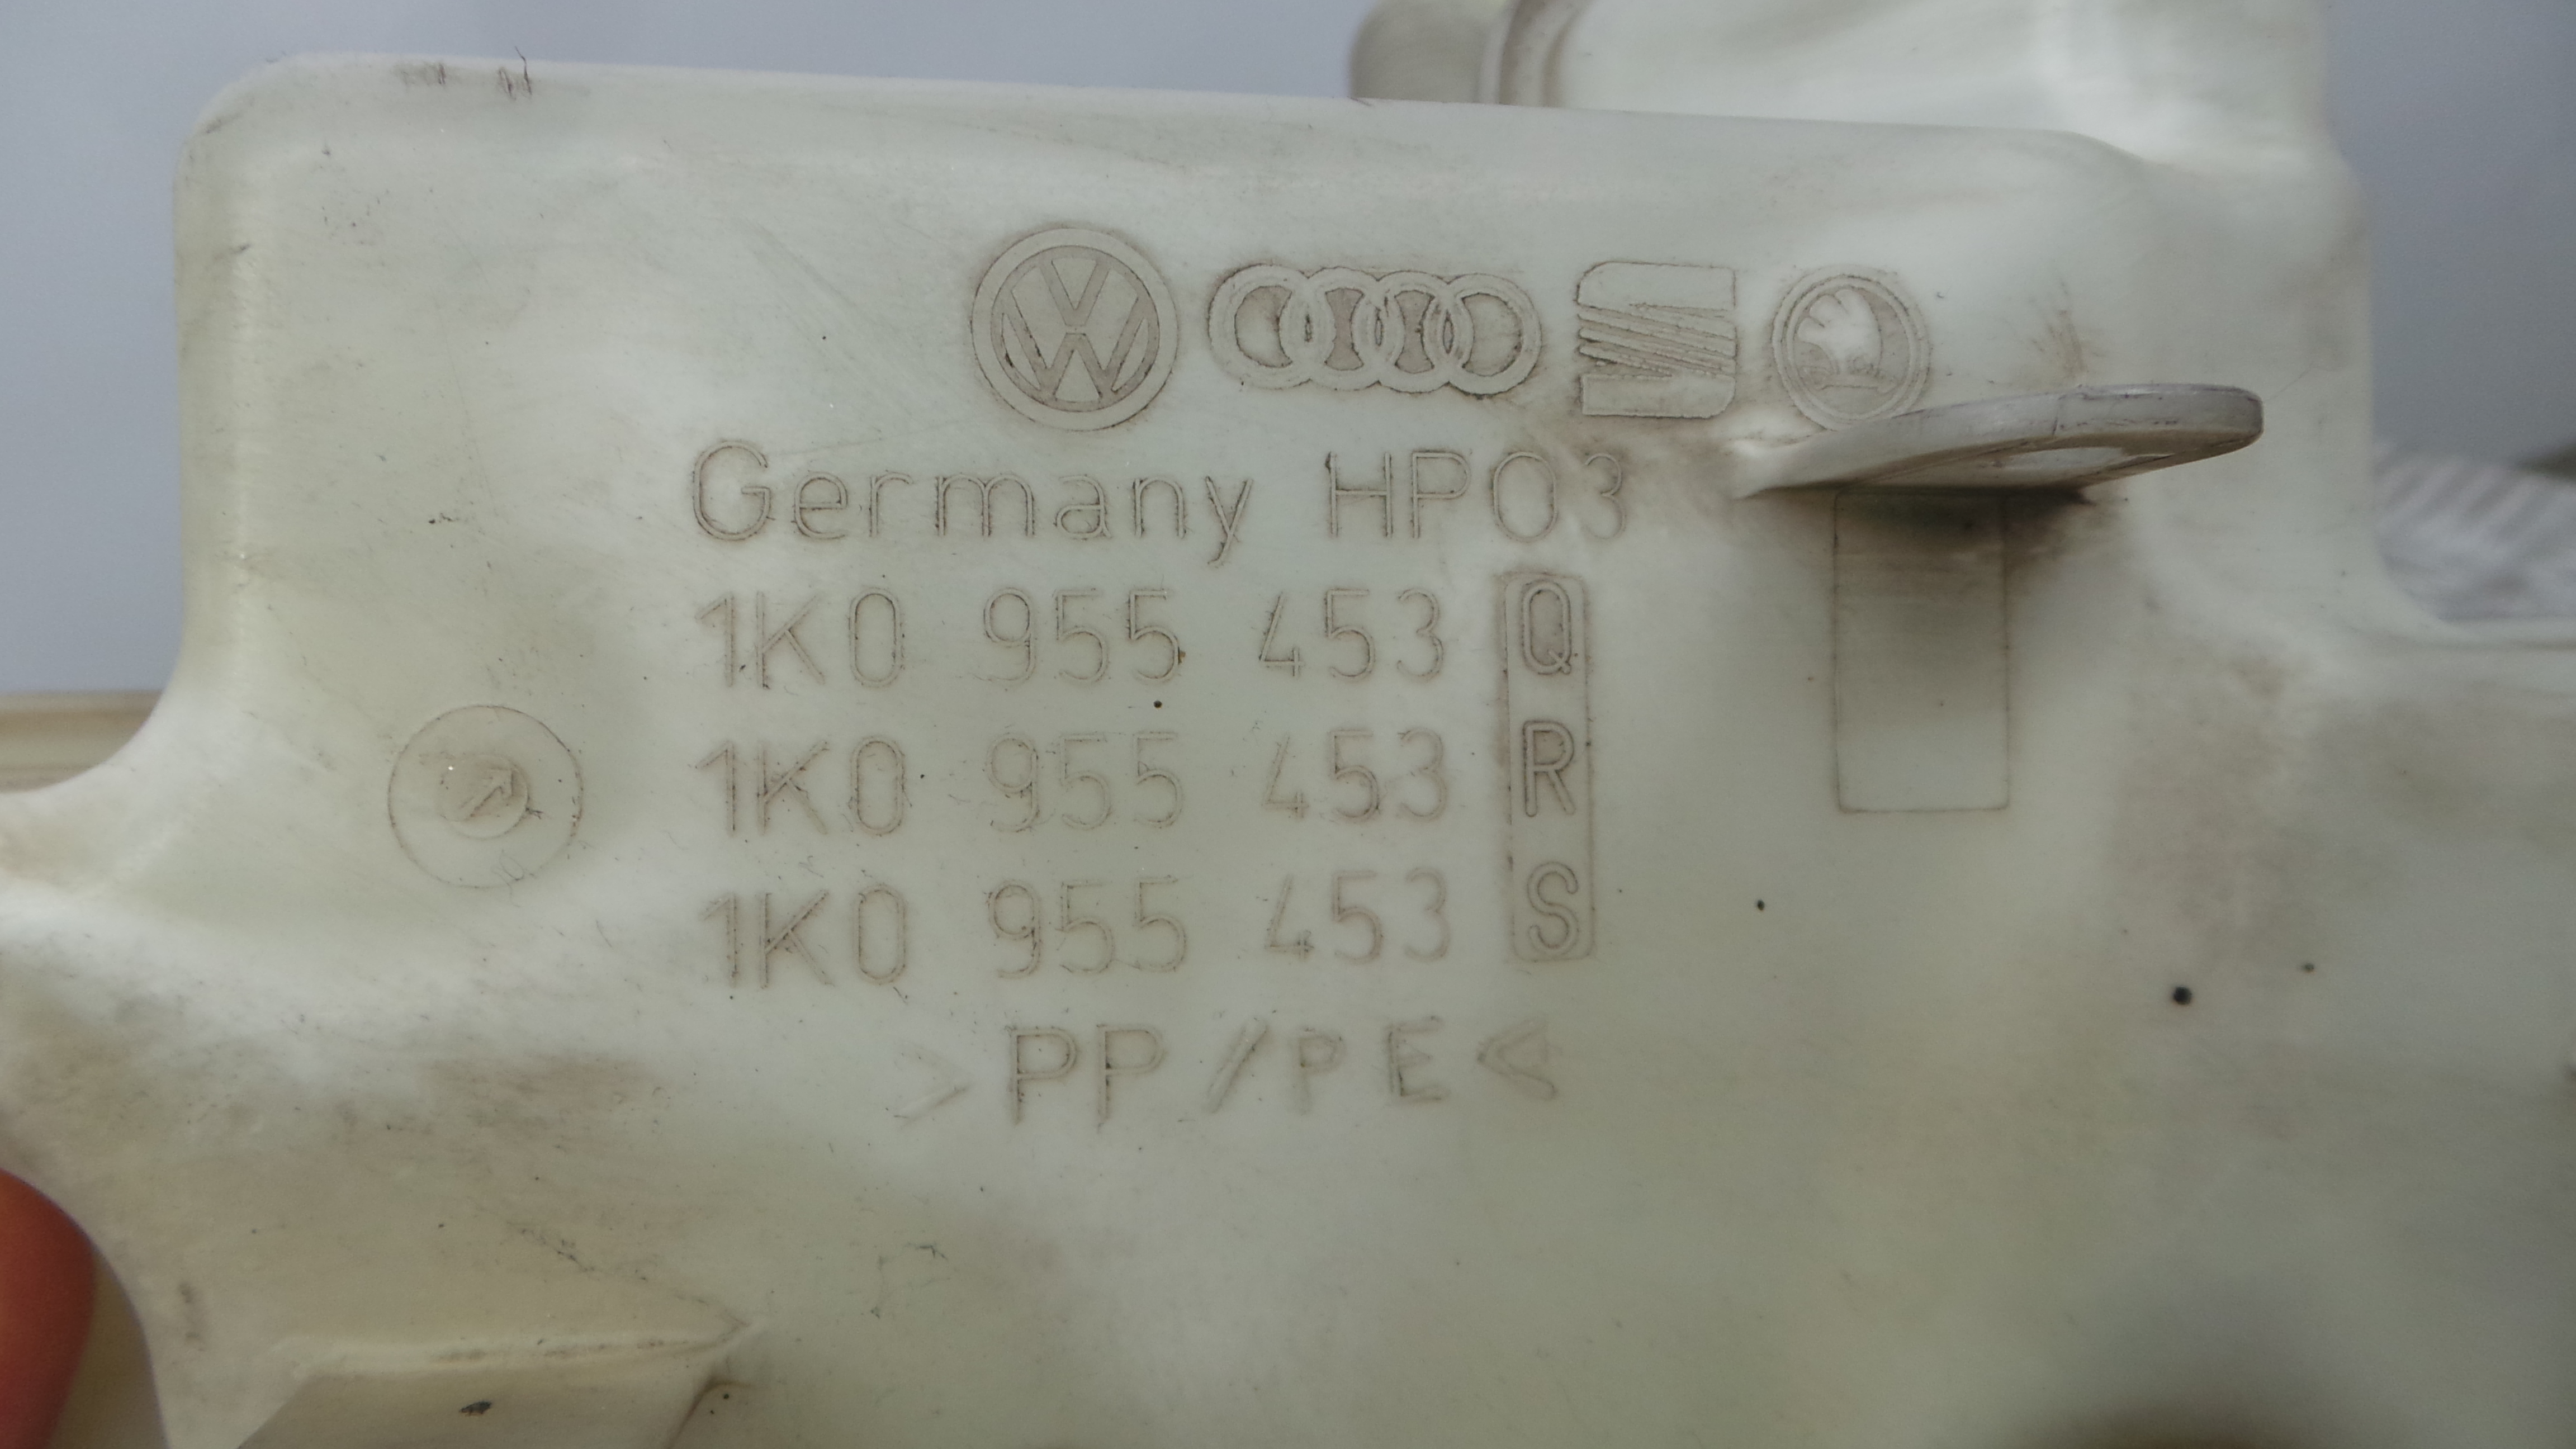 Germany HP03
1K0 955 453 Q
1K0 955 453 R
1K0 955 453 S
>PP/PE<